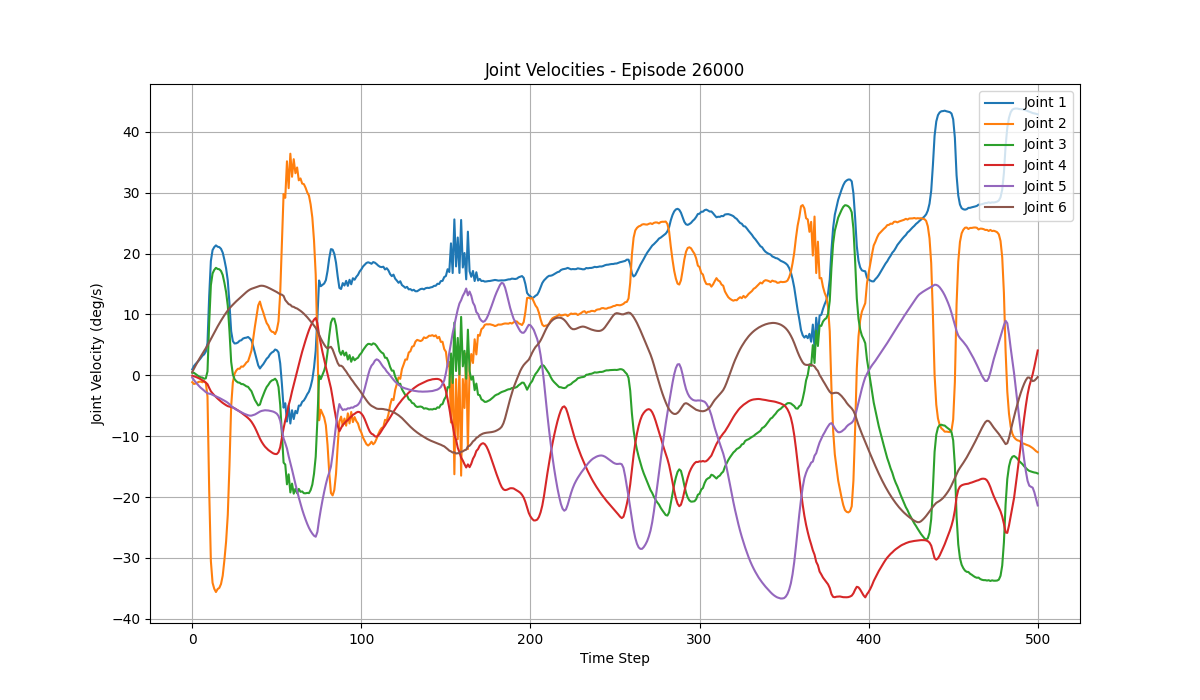 Joint Velocities - Episode 26000
Joint Velocity (deg/s)
40
30
20
10
0
−10
−20
−30
−40
0
100
200
300
400
500
Time Step
Joint 1
Joint 2
Joint 3
Joint 4
Joint 5
Joint 6